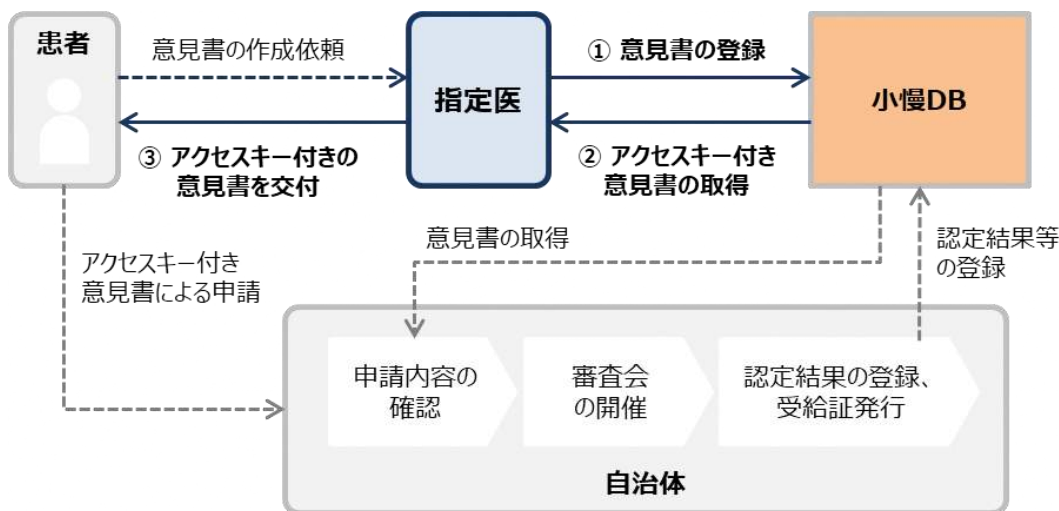 患者
意見書の作成依頼
指定医
① 意見書の登録
小慢DB
③ アクセスキー付きの
意見書を交付
② アクセスキー付き
意見書の取得
アクセスキー付き
意見書による申請
意見書の取得
認定結果等
の登録
申請内容の
確認
審査会
の開催
認定結果の登録、
受給証発行
自治体